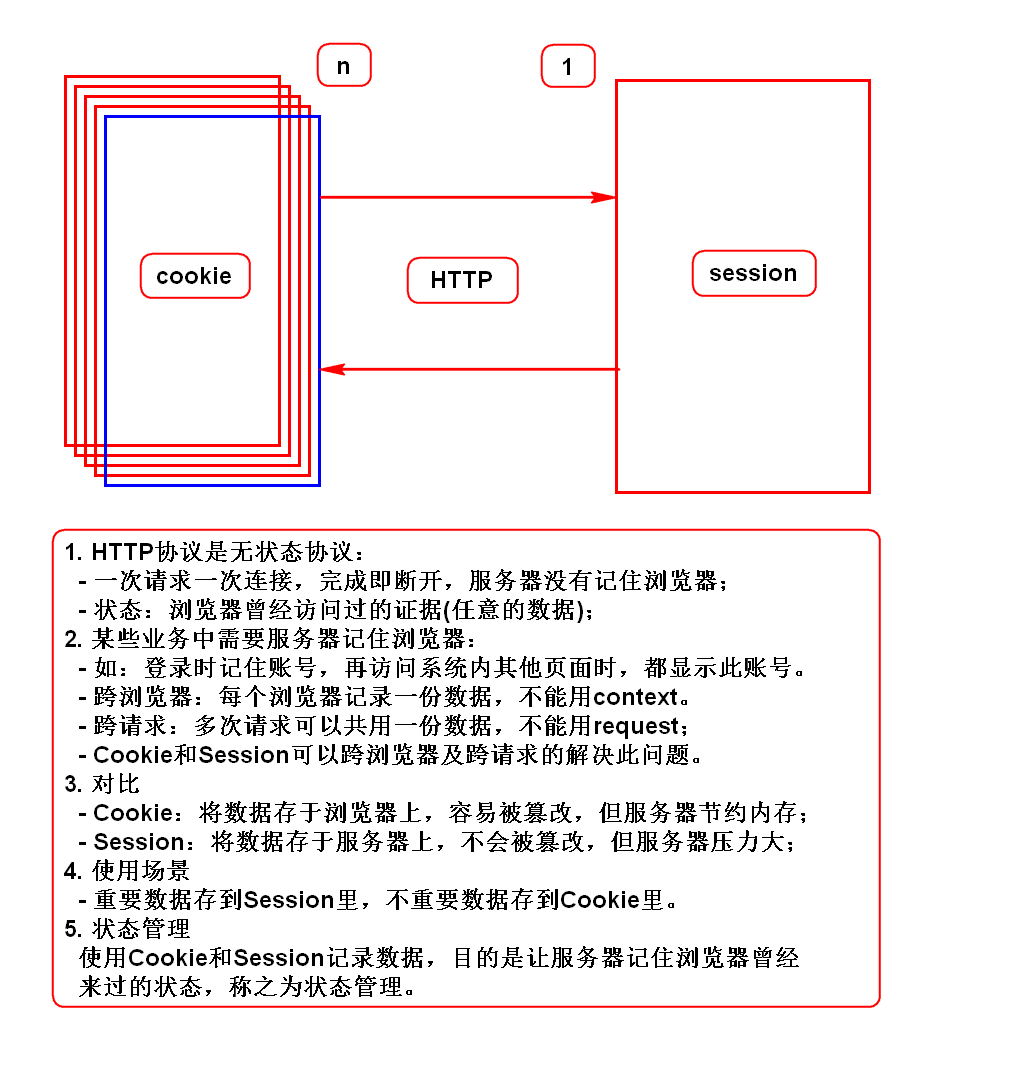 n
1
cookie
HTTP
session
1. HTTP协议是无状态协议：
- 一次请求一次连接，完成即断开，服务器没有记住浏览器；
- 状态：浏览器曾经访问过的证据(任意的数据)；
2. 某些业务中需要服务器记住浏览器：
- 如：登录时记住账号，再访问系统内其他页面时，都显示此账号。
- 跨浏览器：每个浏览器记录一份数据，不能用context。
- 跨请求：多次请求可以共用一份数据，不能用request；
- Cookie和Session可以跨浏览器及跨请求的解决此问题。
3. 对比
- Cookie：将数据存于浏览器上，容易被篡改，但服务器节约内存；
- Session：将数据存于服务器上，不会被篡改，但服务器压力大；
4. 使用场景
- 重要数据存到Session里，不重要数据存到Cookie里。
5. 状态管理
使用Cookie和Session记录数据，目的是让服务器记住浏览器曾经
来过的状态，称之为状态管理。